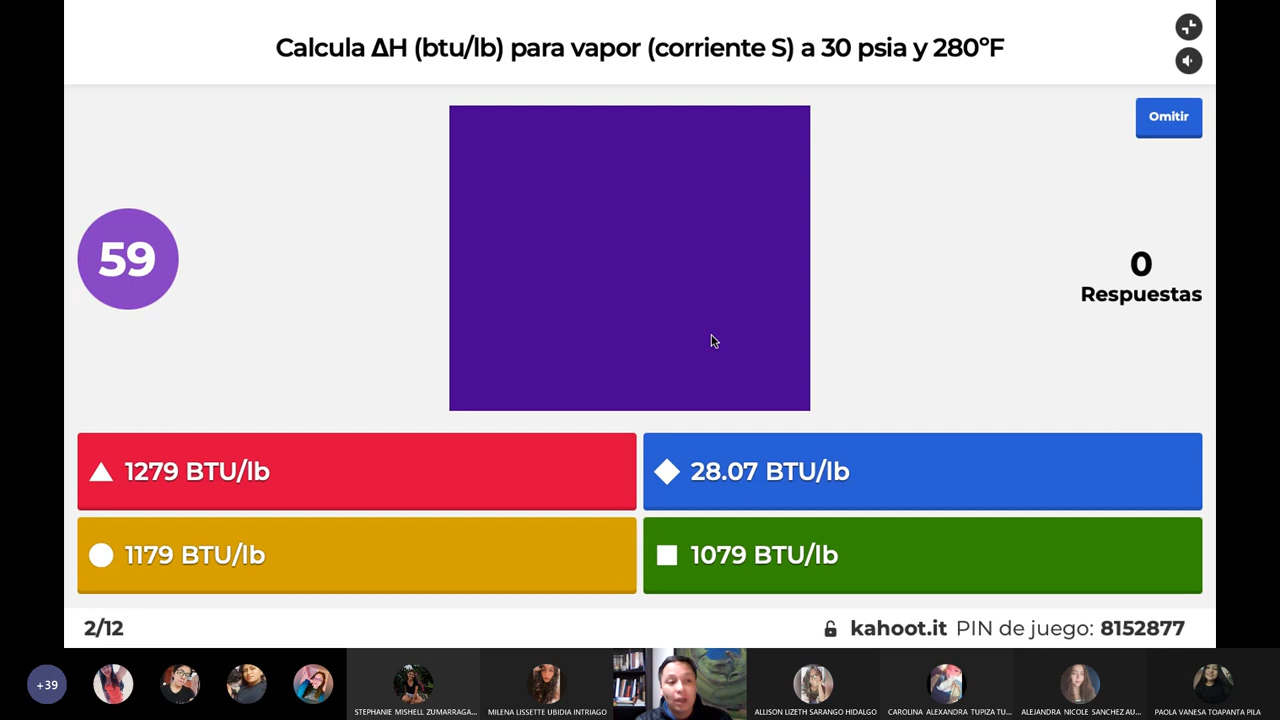 Calcula ΔH (btu/lb) para vapor (corriente S) a 30 psia y 280ºF
Omitir
59
0
Respuestas
1279 BTU/lb
28.07 BTU/lb
1179 BTU/lb
1079 BTU/lb
2/12
kahoot.it PIN de juego: 8152877
+39
STEPHANIE MISHELL ZUMARRAGA...
MILENA LISSETTE UBIDIA INTRIAGO
ALLISON LIZETH SARANGO HIDALGO
CAROLINA ALEXANDRA TUPIZA TU...
ALEJANDRA NICOLE SANCHEZ AU...
PAOLA VANESA TOAPANTA PILA